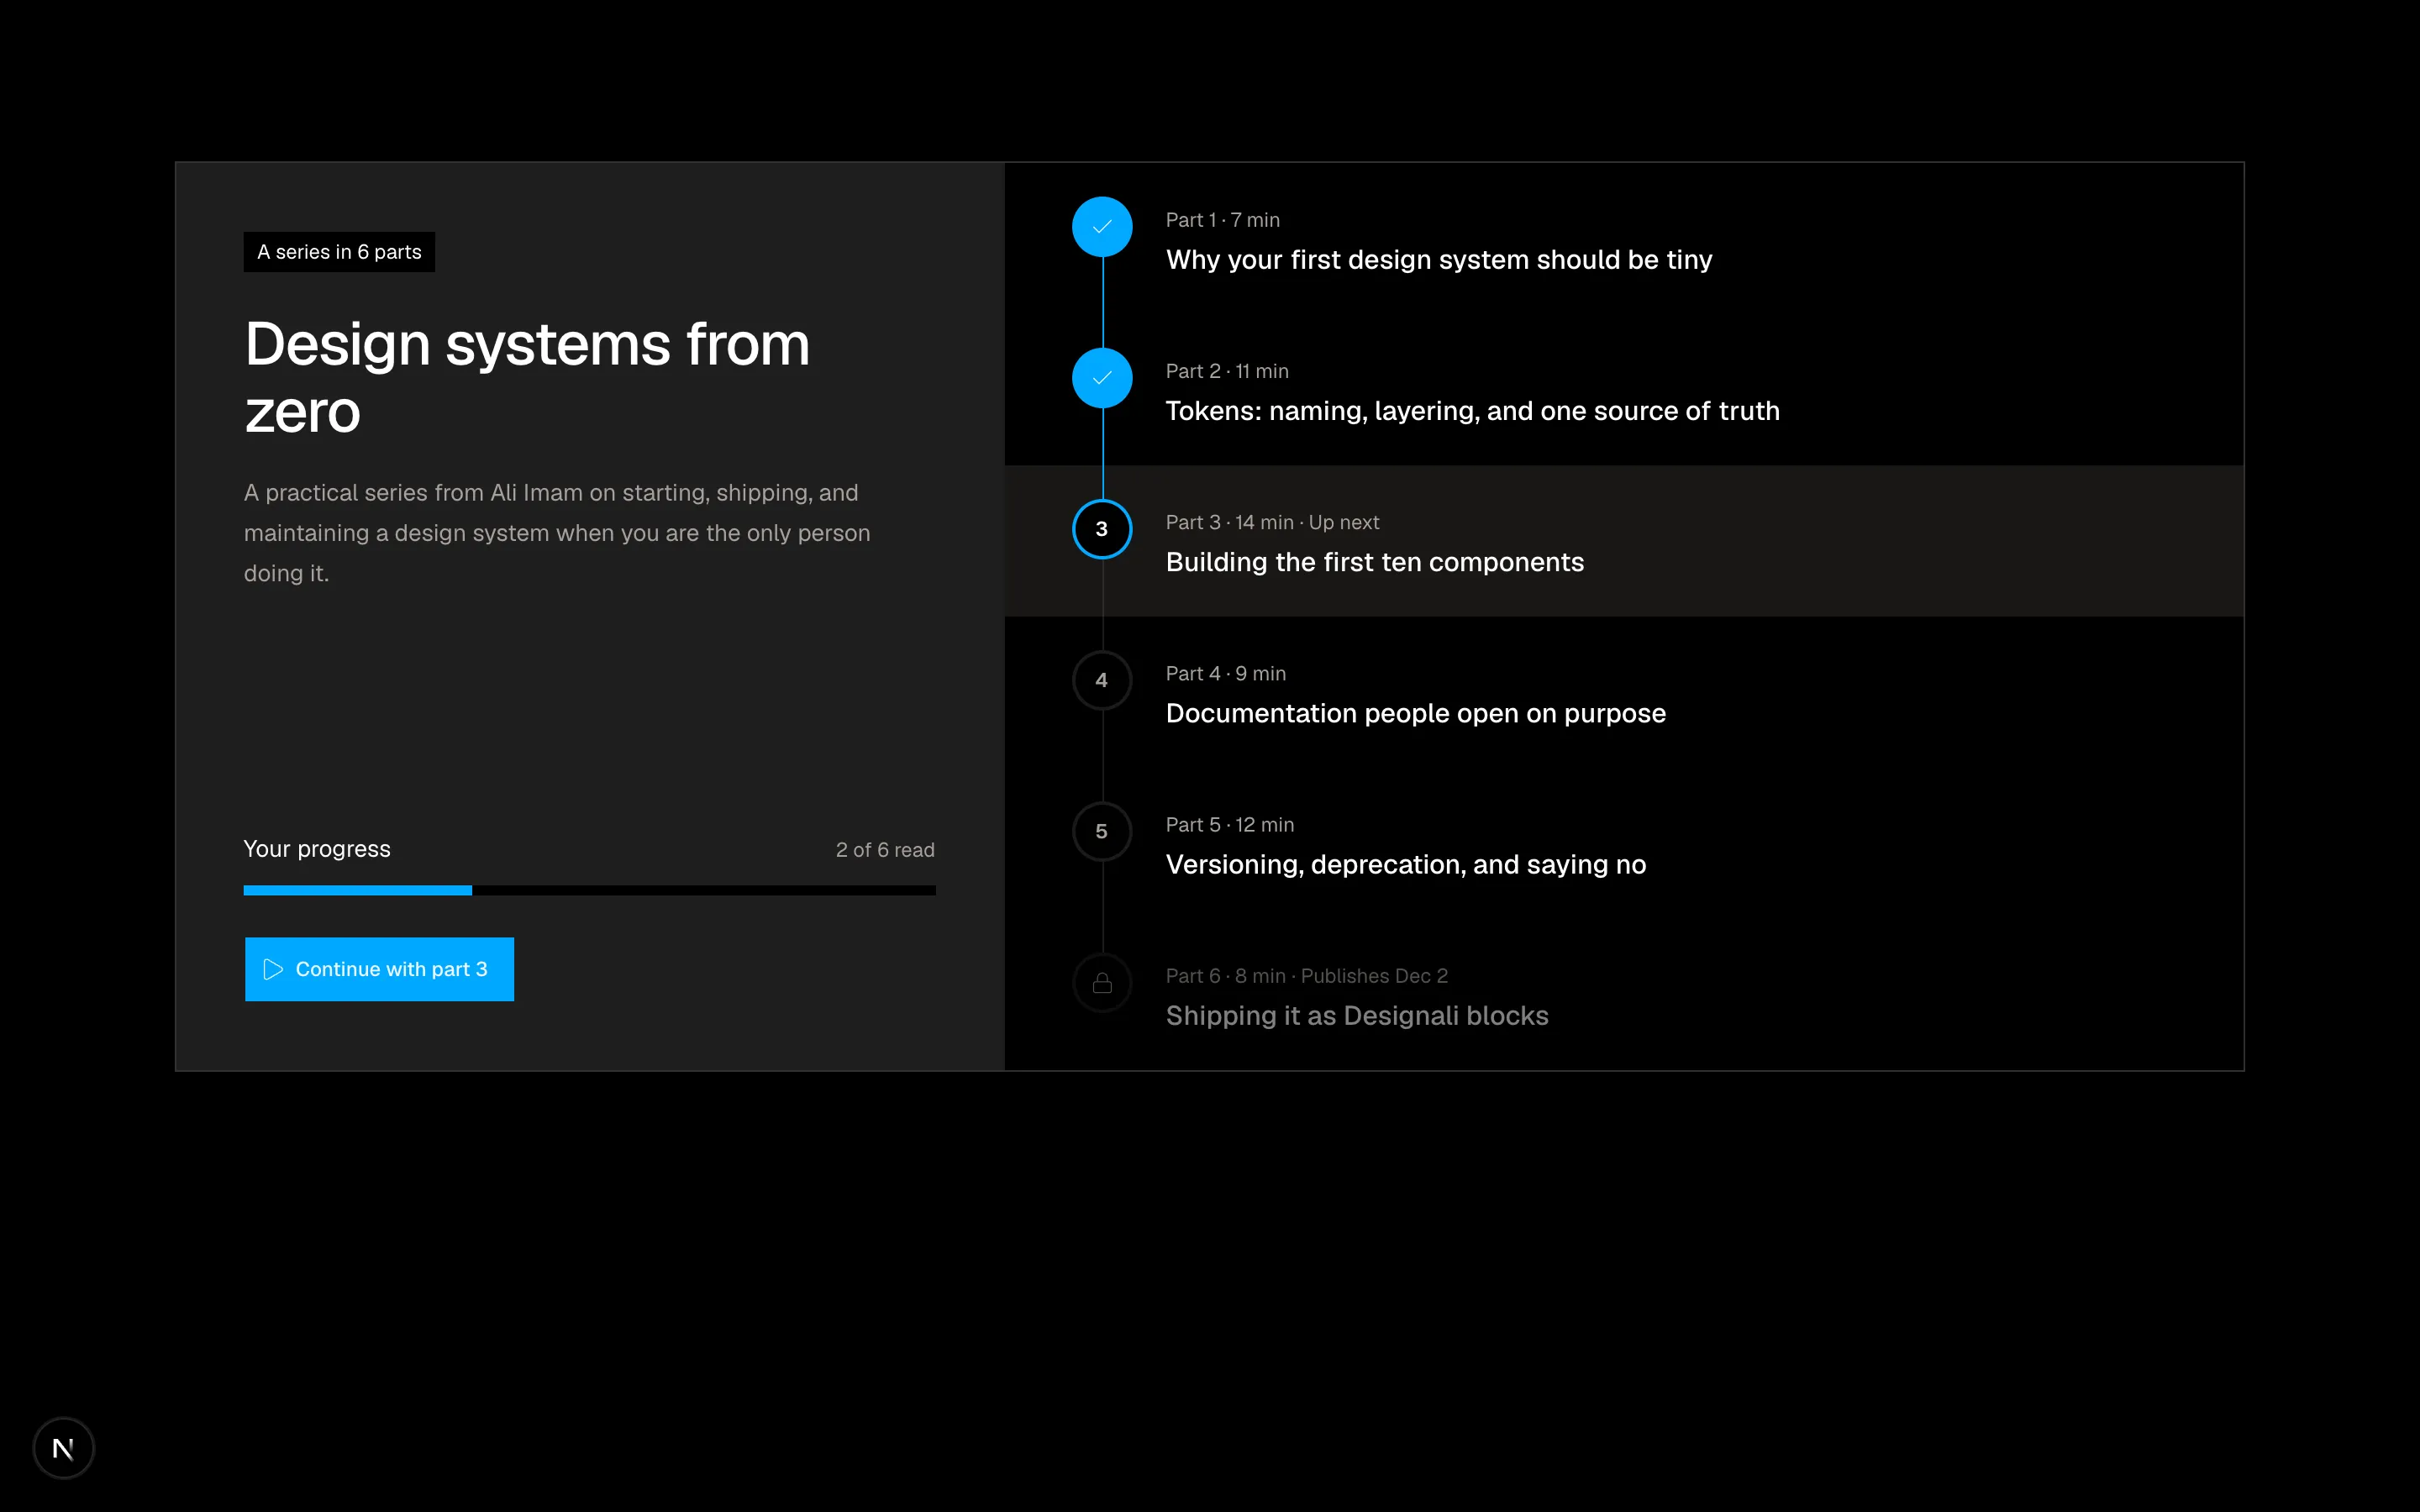 A series in 6 parts
Design systems from
zero
A practical series from Ali Imam on starting, shipping, and
maintaining a design system when you are the only person
doing it.
Your progress
2 of 6 read
Continue with part 3
Part 1 · 7 min
Why your first design system should be tiny
Part 2 · 11 min
Tokens: naming, layering, and one source of truth
3
Part 3 · 14 min · Up next
Building the first ten components
4
Part 4 · 9 min
Documentation people open on purpose
5
Part 5 · 12 min
Versioning, deprecation, and saying no
Part 6 · 8 min · Publishes Dec 2
Shipping it as Designali blocks
N